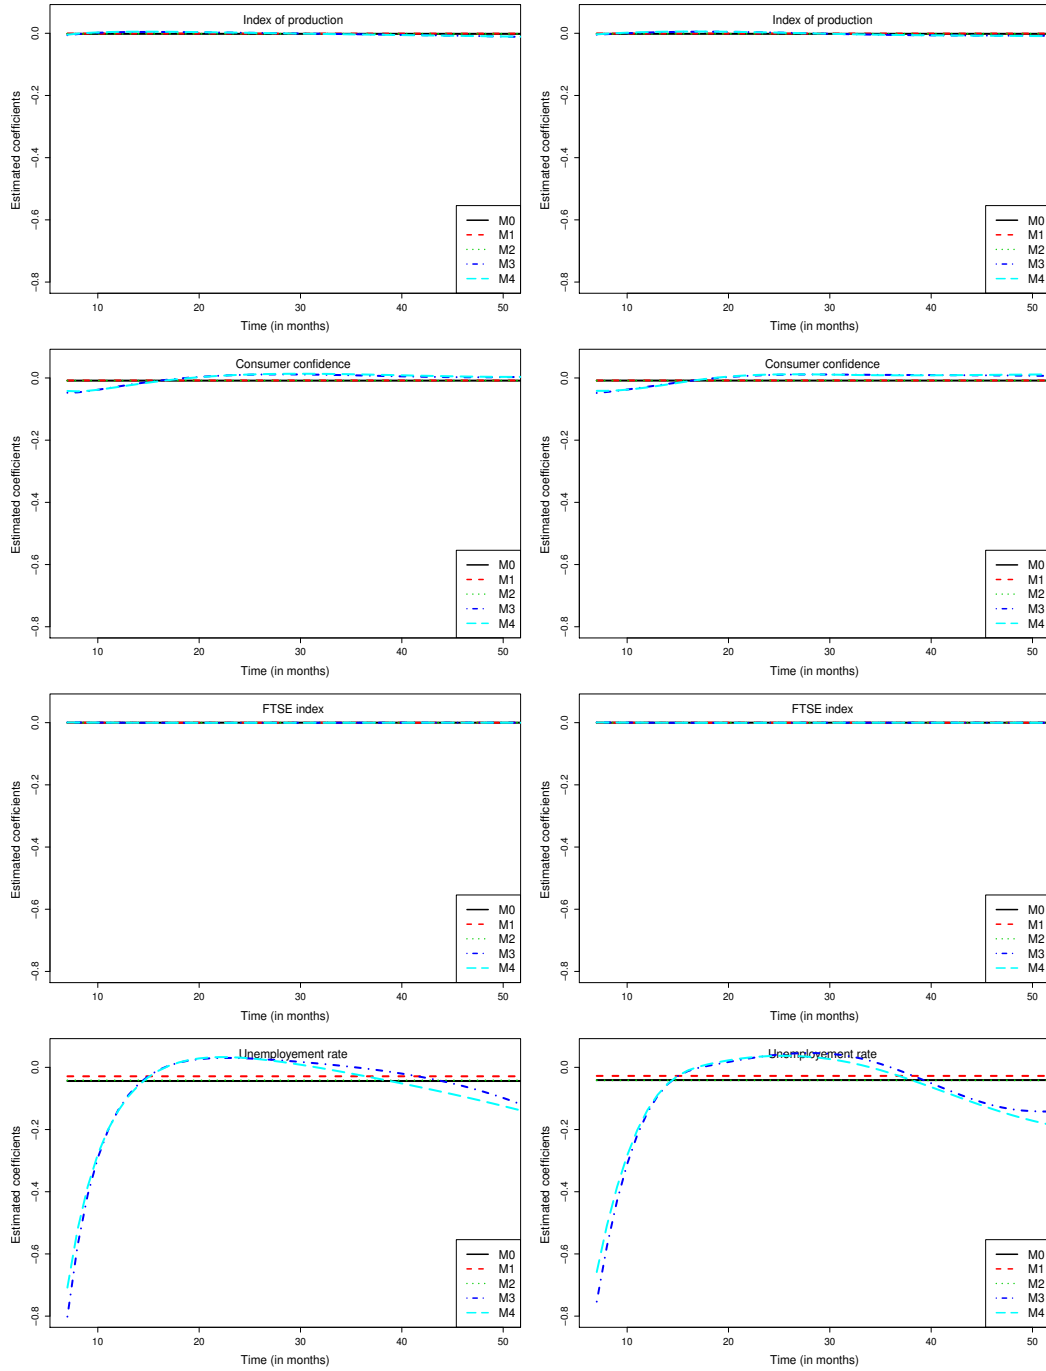 Index of production
Estimated coefficients
0.0
−0.2
−0.4
−0.6
−0.8
M0
M1
M2
M3
M4
10 20 30 40 50
Time (in months)
Index of production
Estimated coefficients
0.0
−0.2
−0.4
−0.6
−0.8
M0
M1
M2
M3
M4
10 20 30 40 50
Time (in months)
Consumer confidence
Estimated coefficients
0.0
−0.2
−0.4
−0.6
−0.8
M0
M1
M2
M3
M4
10 20 30 40 50
Time (in months)
Consumer confidence
Estimated coefficients
0.0
−0.2
−0.4
−0.6
−0.8
M0
M1
M2
M3
M4
10 20 30 40 50
Time (in months)
FTSE index
Estimated coefficients
0.0
−0.2
−0.4
−0.6
−0.8
M0
M1
M2
M3
M4
10 20 30 40 50
Time (in months)
FTSE index
Estimated coefficients
0.0
−0.2
−0.4
−0.6
−0.8
M0
M1
M2
M3
M4
10 20 30 40 50
Time (in months)
Unemployement rate
Estimated coefficients
0.0
−0.2
−0.4
−0.6
−0.8
M0
M1
M2
M3
M4
10 20 30 40 50
Time (in months)
Unemployement rate
Estimated coefficients
0.0
−0.2
−0.4
−0.6
−0.8
M0
M1
M2
M3
M4
10 20 30 40 50
Time (in months)